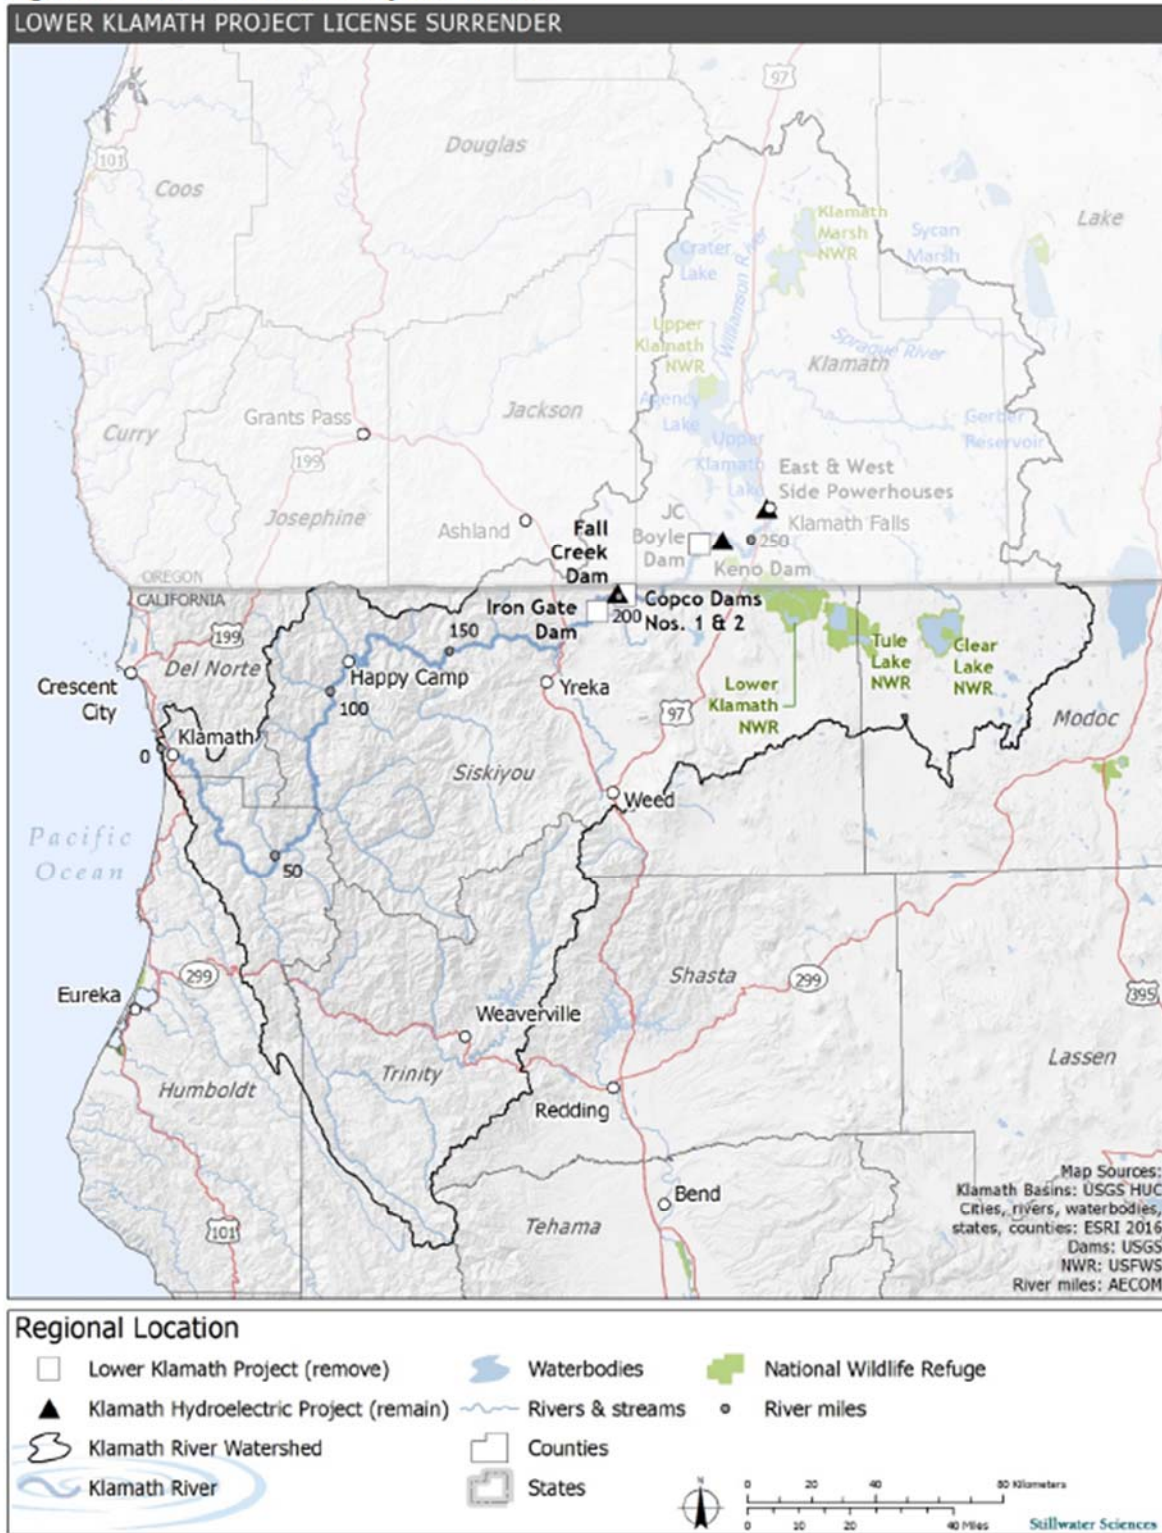 LOWER KLAMATH PROJECT LICENSE SURRENDER
97
Douglas
101
Coos
Lake
Klamath
Marsh
NWR
Sycan
Marsh
Crater
Lake
Williamson River
Upper
Klamath
NWR
Sprague River
Klamath
Jackson
Agency
Lake
Grants Pass
Curry
Gerber
Reservoir
Upper
Klamath
Lake
199
East & West
Side Powerhouses
Josephine
Ashland
JC
Boyle
Dam
Klamath Falls
250
Keno Dam
Fall
Creek
Dam
OREGON
CALIFORNIA
Iron Gate
Dam
200
Copco Dams
Nos. 1 & 2
199
150
Del Norte
Happy Camp
Tule
Lake
NWR
Clear
Lake
NWR
Crescent
City
Yreka
Lower
Klamath
NWR
100
97
Modoc
Klamath
0
Siskiyou
Weed
Pacific
Ocean
50
299
Shasta
299
395
Eureka
Weaverville
Lassen
Humboldt
Trinity
Redding
Bend
Tehama
101
Map Sources:
Klamath Basins: USGS HUC
Cities, rivers, waterbodies,
states, counties: ESRI 2016
Dams: USGS
NWR: USFWS
River miles: AECOM
Regional Location
Lower Klamath Project (remove)
Waterbodies
National Wildlife Refuge
Klamath Hydroelectric Project (remain)
Rivers & streams
River miles
Klamath River Watershed
Counties
Klamath River
States
N
0 20 40 80 Kilometers
0 10 20 40 Miles
Stillwater Sciences